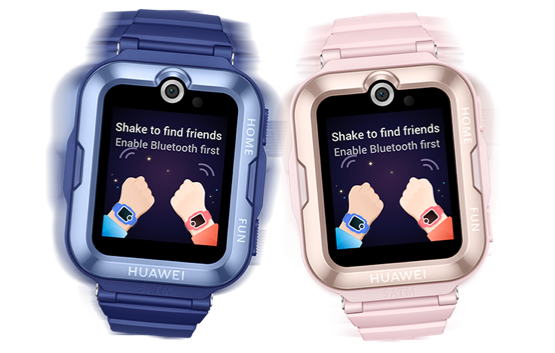 Shake to find friends
Enable Bluetooth first
HOME
FUN
HUAWEI
Shake to find friends
Enable Bluetooth first
HOME
FUN
HUAWEI